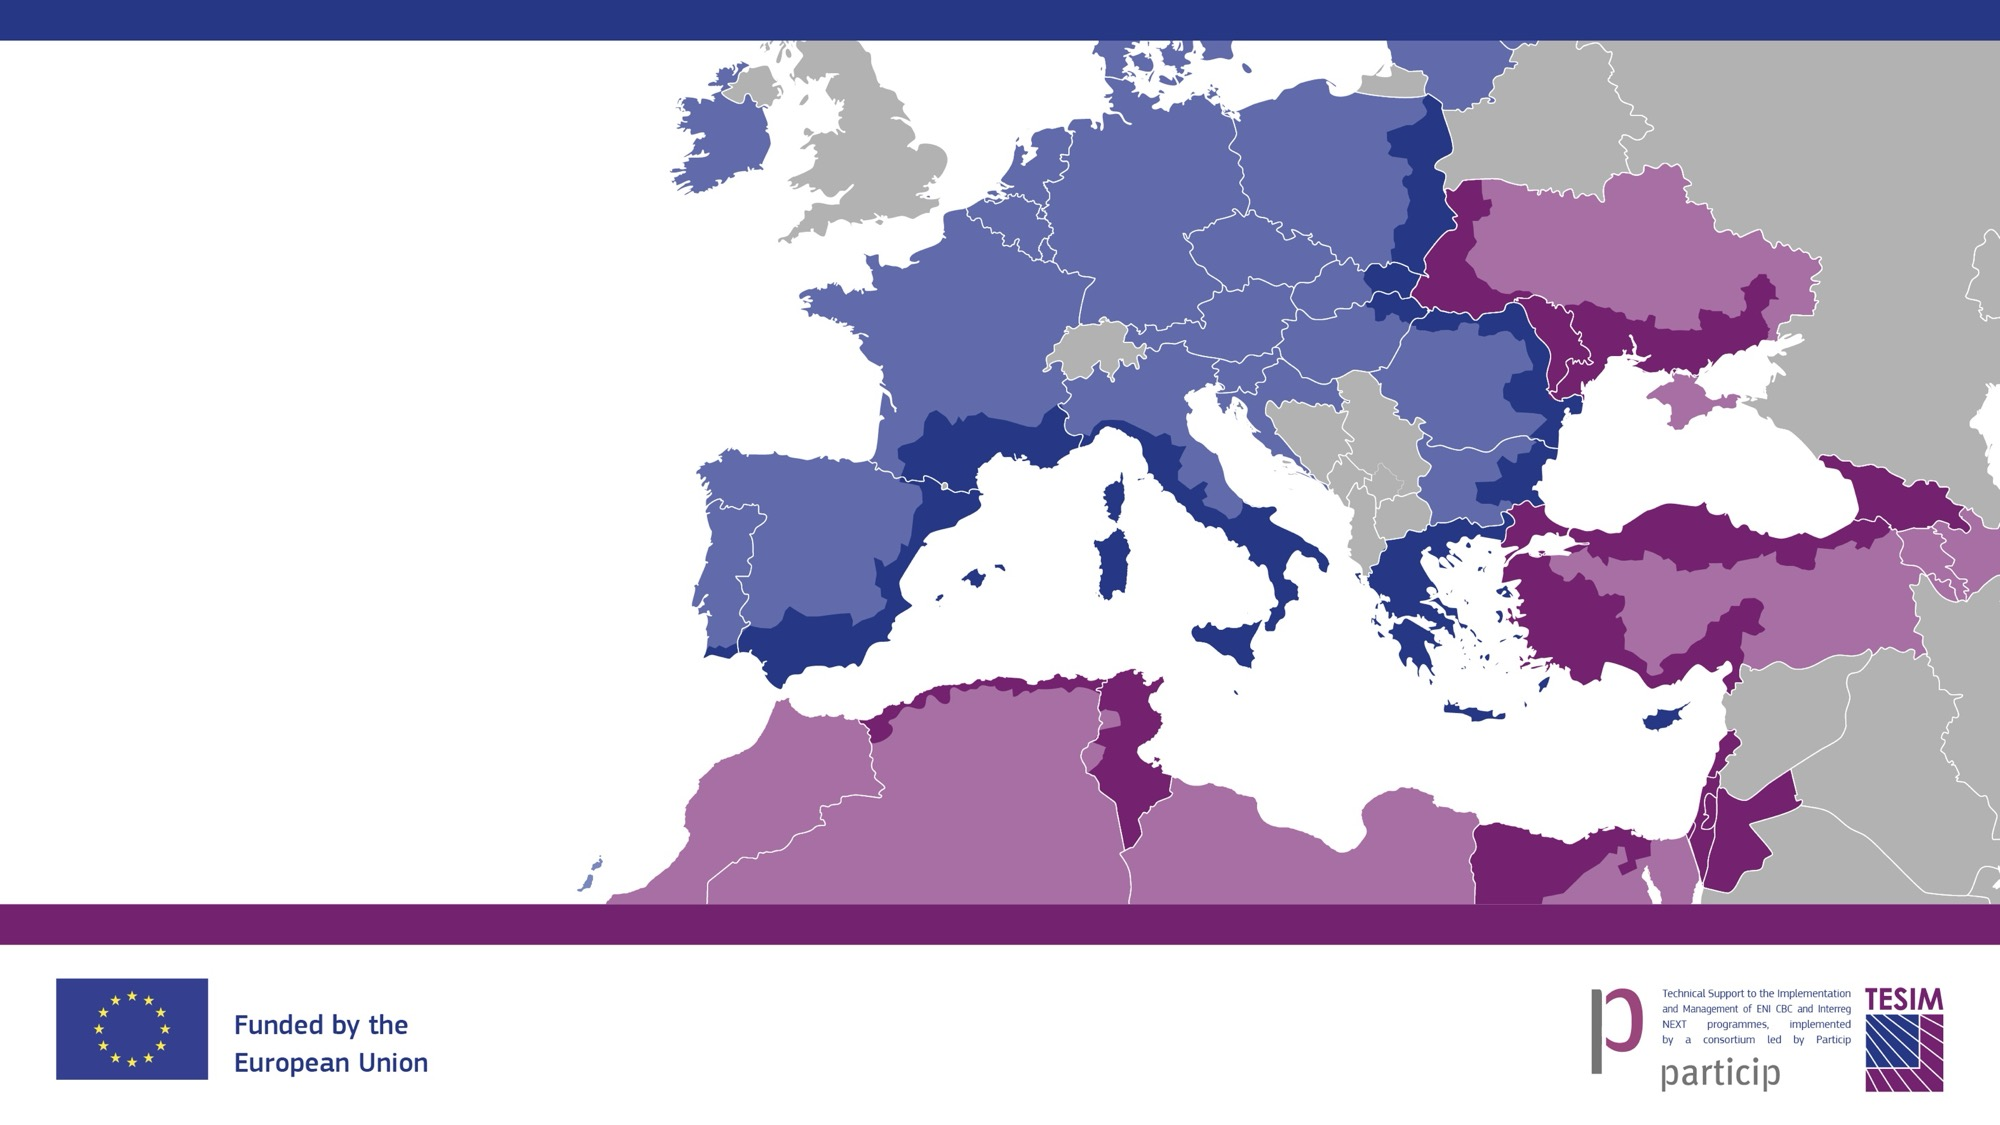 Funded by the
European Union
Technical Support to the Implementation
and Management of ENI CBC and Interreg
NEXT programmes, implemented
by a consortium led by Particip
particip
TESIM